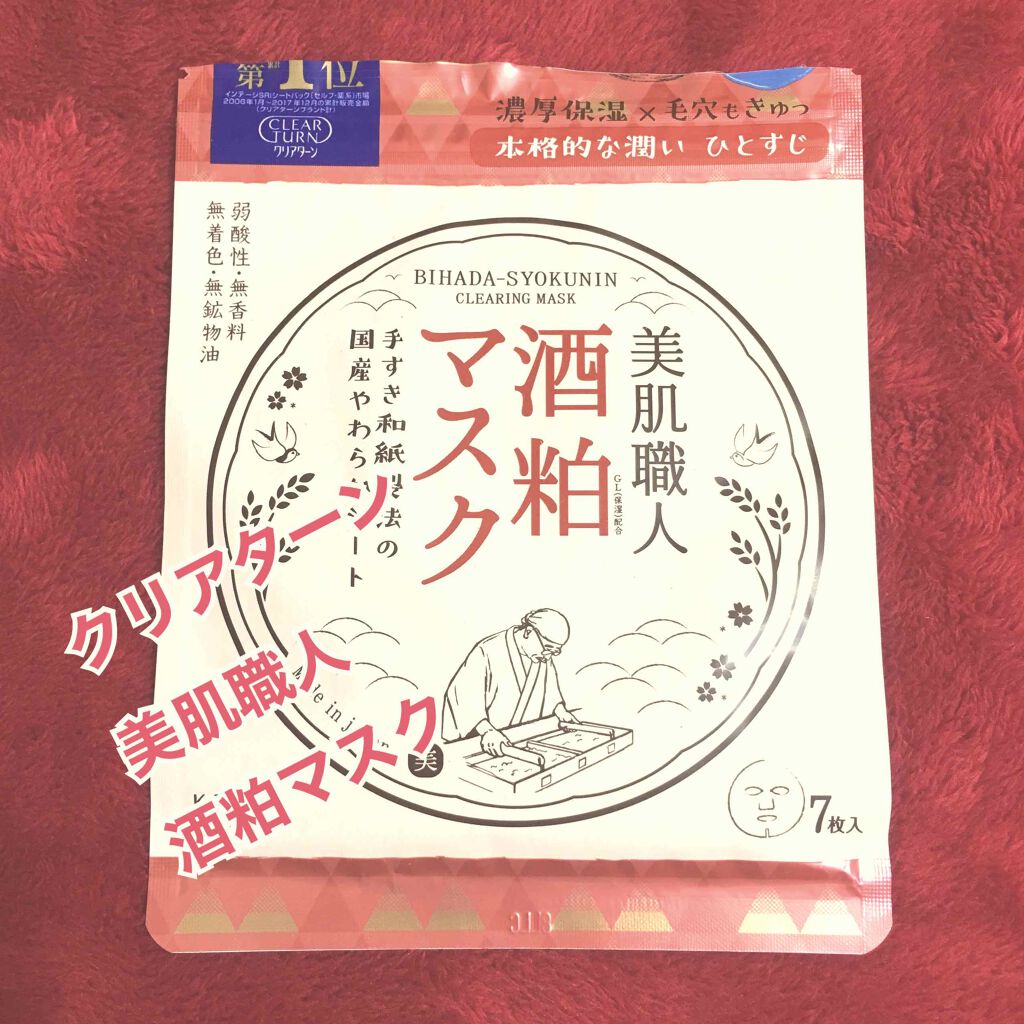 第1位
インテージSRIシートパック(セルフ・薬系)市場
2006年1月~2017年12月の累計販売金額
(クリアターンブランド計)
CLEAR
TURN
クリアターン
濃厚保湿×毛穴もきゅっ
本格的な潤い ひとすじ
弱酸性・無香料
無着色・無鉱物油
BIHADA-SYOKUNIN
CLEARING MASK
美肌職人
酒粕
GL(保湿)配合
マスク
手すき和紙 法の
国産やわらか ート
クリアターン
美肌職人
酒粕マスク
Made in
美
7枚入